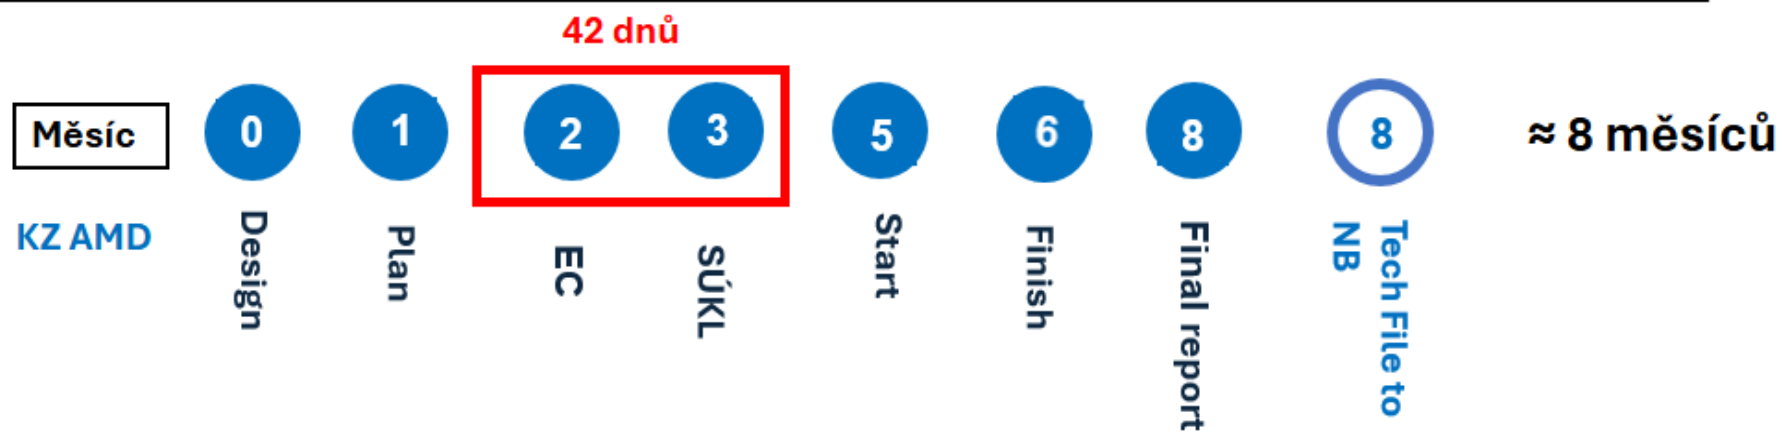 42 dnů
Měsíc
0
1
2
3
5
6
8
8
≈ 8 měsíců
KZ AMD
Design
Plan
EC
SÚKL
Start
Finish
Final report
Tech File to
NB